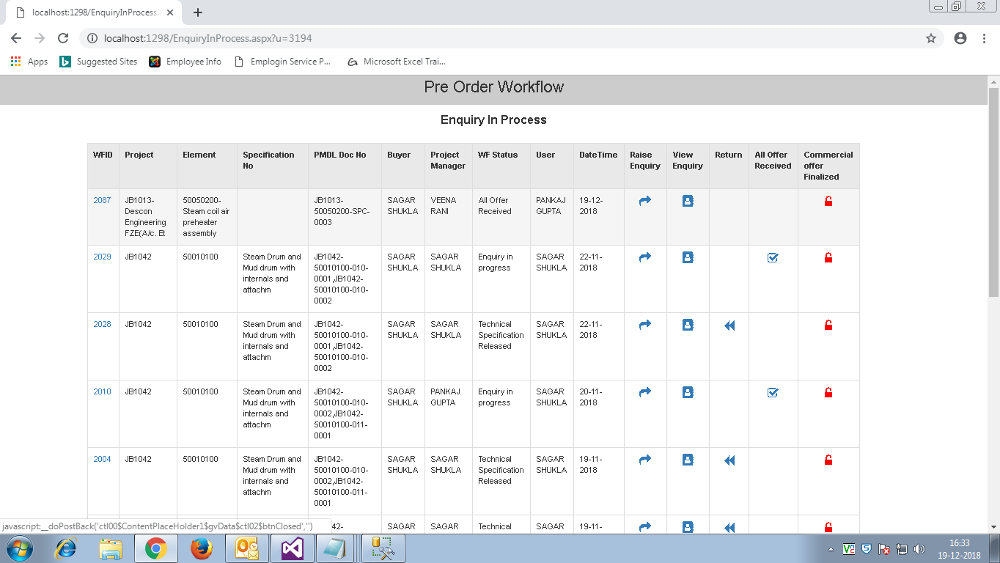 localhost:1298/EnquiryInProcess.
localhost:1298/EnquiryInProcess.aspx?u=3194
Apps Suggested Sites Employee Info Emplogin Service P... Microsoft Excel Trai...
Pre Order Workflow
Enquiry In Process
WFID Project Element Specification PMDL Doc No Buyer Project WF Status User DateTime Raise View Return All Offer Commercial
No Manager Enquiry Enquiry Received offer
Finalized
2087 JB1013- 50050200- JB1013- SAGAR VEENA All Offer PANKAJ 19-12-
Descon Steam coil air 50050200-SPC- SHUKLA RANI Received GUPTA 2018
Engineering preheater 0003
FZE(A/c. Et assembly
2029 JB1042 50010100 Steam Drum and JB1042- SAGAR SAGAR Enquiry in SAGAR 22-11-
Mud drum with 50010100-010- SHUKLA SHUKLA progress SHUKLA 2018
internals and 0001,JB1042-
attachm 50010100-010-
0002
2028 JB1042 50010100 Steam Drum and JB1042- SAGAR SAGAR Technical SAGAR 22-11-
Mud drum with 50010100-010- SHUKLA SHUKLA Specification SHUKLA 2018
internals and 0001,JB1042- Released
attachm 50010100-010-
0002
2010 JB1042 50010100 Steam Drum and JB1042- SAGAR PANKAJ Enquiry in SAGAR 20-11-
Mud drum with 50010100-010- SHUKLA GUPTA progress SHUKLA 2018
internals and 0002,JB1042-
attachm 50010100-011-
0001
2004 JB1042 50010100 Steam Drum and JB1042- SAGAR SAGAR Technical SAGAR 19-11-
Mud drum with 50010100-010- SHUKLA SHUKLA Specification SHUKLA 2018
internals and 0002,JB1042- Released
attachm 50010100-011-
0001
javascript:__doPostBack('ctl00$ContentPlaceHolder1$gvData$ctl02$btnClosed','') 42- SAGAR SAGAR Technical SAGAR 19-11-
16:33
19-12-2018